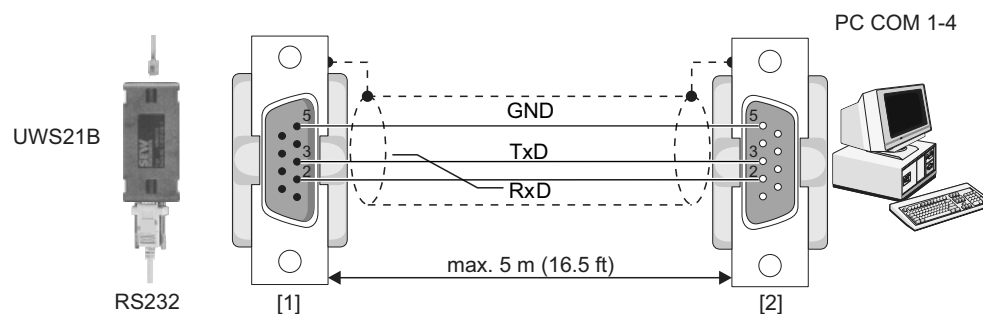 PC COM 1-4
UWS21B
SEW
5
GND
5
3
TxD
3
2
RxD
2
max. 5 m (16.5 ft)
RS232
[1]
[2]